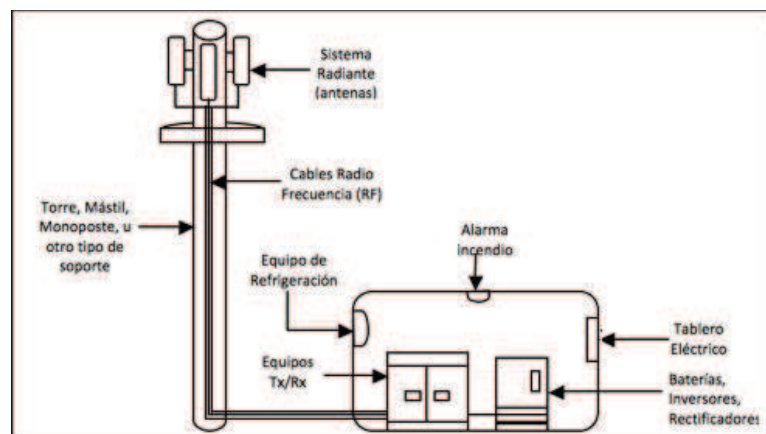 Sistema
Radiante
(antenas)
Cables Radio
Frecuencia (RF)
Torre, Mástil,
Monoposte, u
otro tipo de
soporte
Alarma
incendio
Equipo de
Refrigeración
Tablero
Eléctrico
Equipos
Tx/Rx
Baterías,
Inversores,
Rectificadores